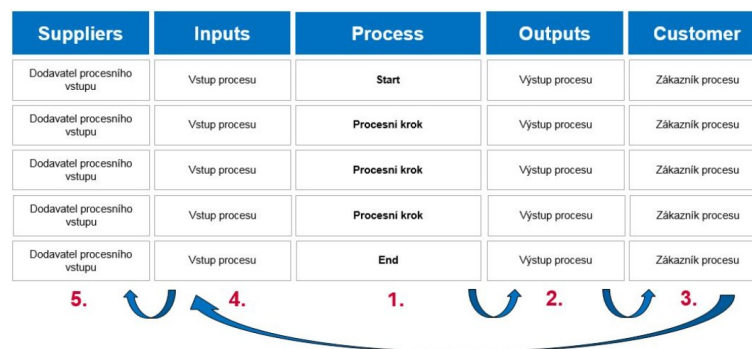 Suppliers Inputs Process Outputs Customer
Dodavatel procesního
vstupu
Vstup procesu
Start
Výstup procesu
Zákazník procesu
Dodavatel procesního
vstupu
Vstup procesu
Procesní krok
Výstup procesu
Zákazník procesu
Dodavatel procesního
vstupu
Vstup procesu
Procesní krok
Výstup procesu
Zákazník procesu
Dodavatel procesního
vstupu
Vstup procesu
Procesní krok
Výstup procesu
Zákazník procesu
Dodavatel procesního
vstupu
Vstup procesu
End
Výstup procesu
Zákazník procesu
5. 4. 1. 2. 3.